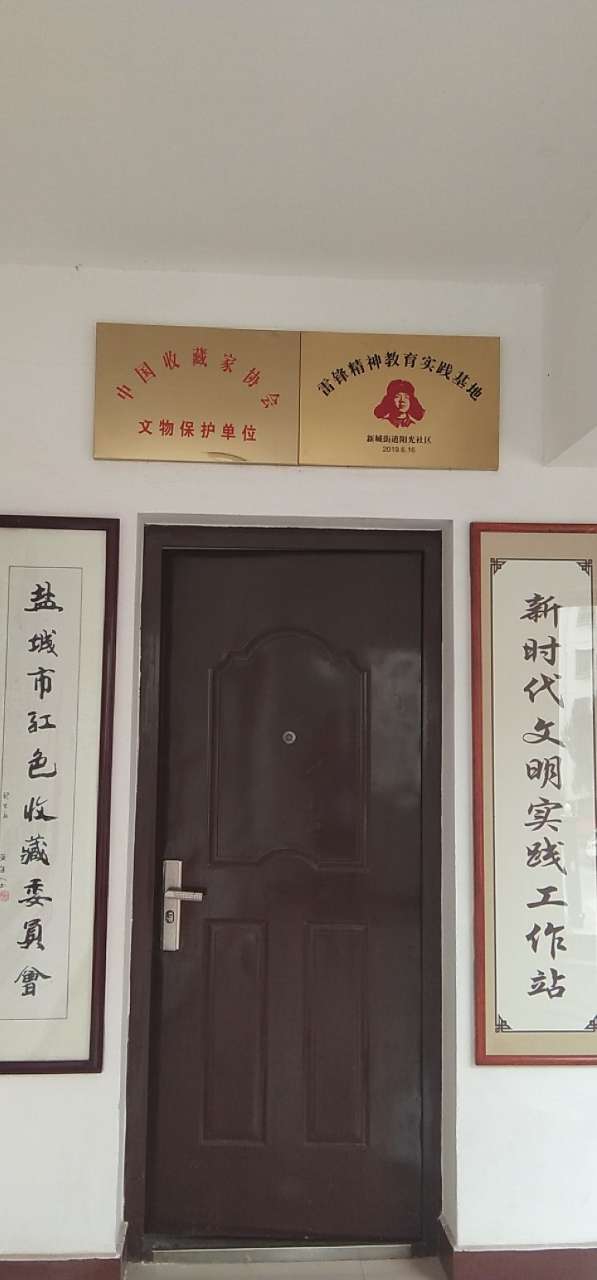 中国收藏家协会
文物保护单位
雷锋精神教育实践基地
新城街道阳光社区
2019.6.16
盐城市红色收藏委員會
新时代文明实践工作站